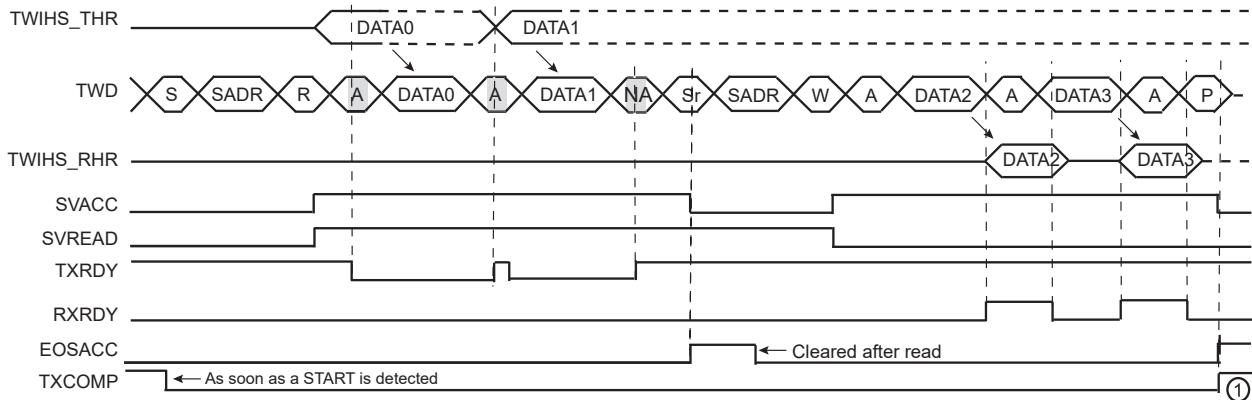 TWIHS_THR DATA0 DATA1
TWD S SADR R A DATA0 A DATA1 NA Sr SADR W A DATA2 A DATA3 A P
TWIHS_RHR DATA2 DATA3
SVACC
SVREAD
TXRDY
RXRDY
EOSACC Cleared after read
TXCOMP As soon as a START is detected 1